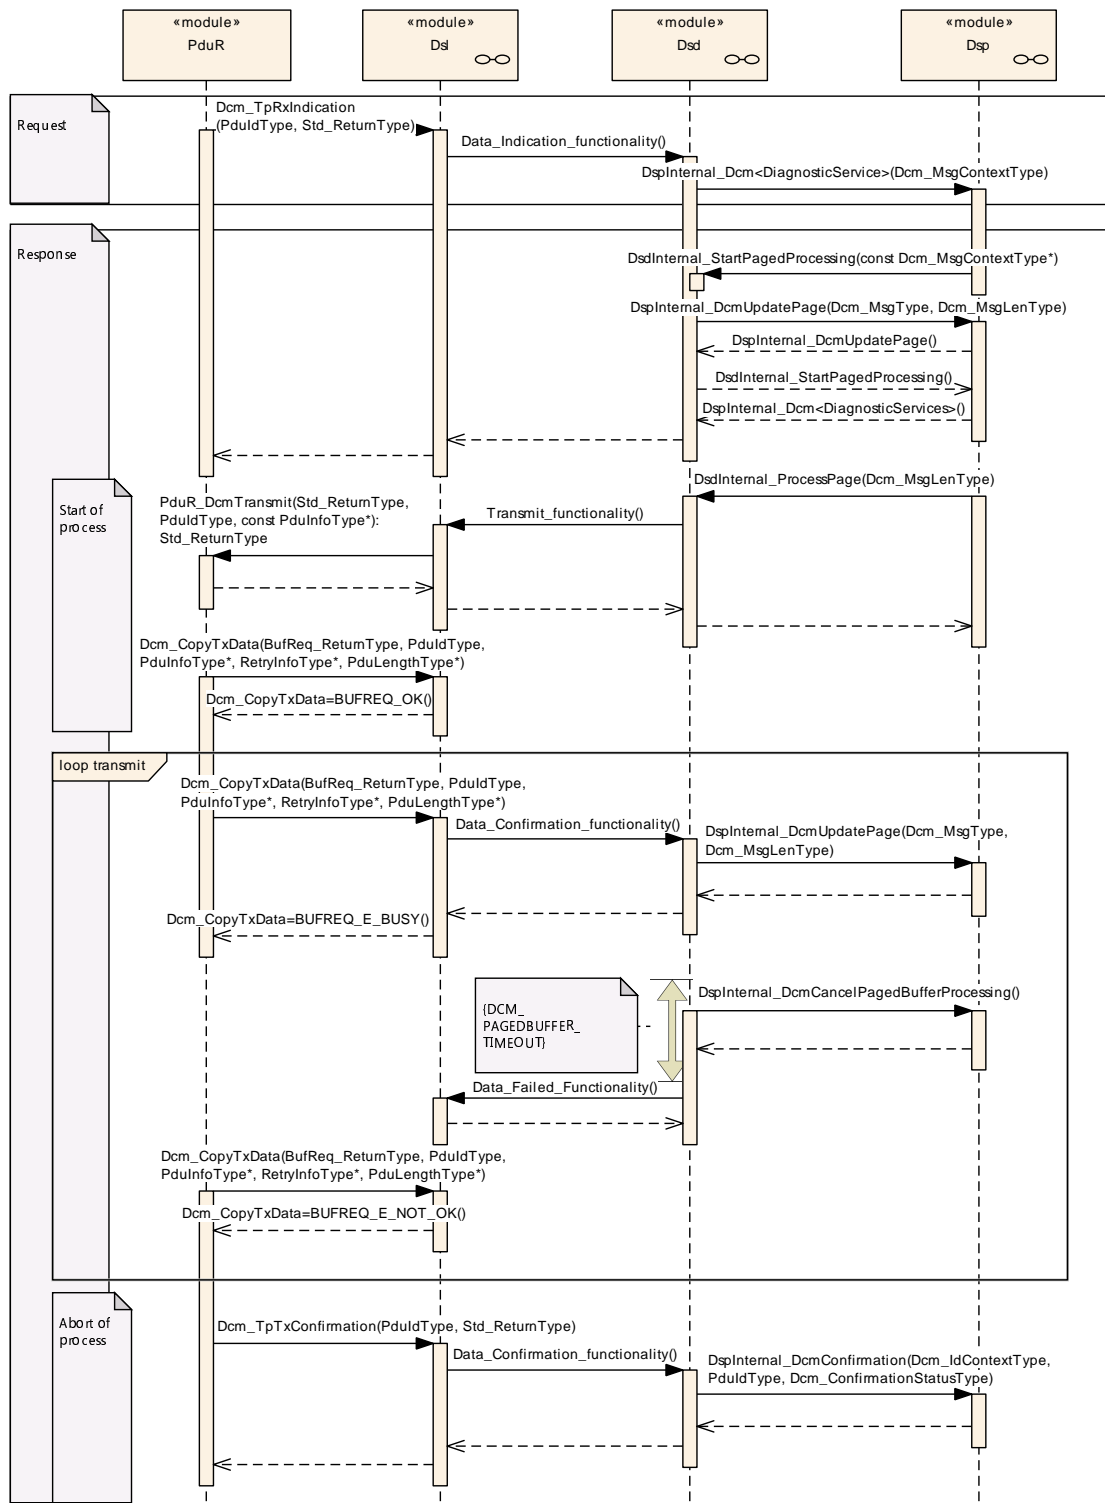 «module»
PduR
«module»
Dsl
«module»
Dsd
«module»
Dsp
Request
Dcm_TpRxIndication
(PduIdType, Std_ReturnType)
Data_Indication_functionality()
DspInternal_Dcm<DiagnosticService>(Dcm_MsgContextType)
Response
DsdInternal_StartPagedProcessing(const Dcm_MsgContextType*)
DspInternal_DcmUpdatePage(Dcm_MsgType, Dcm_MsgLenType)
DspInternal_DcmUpdatePage()
DsdInternal_StartPagedProcessing()
DspInternal_Dcm<DiagnosticServices>()
Start of
process
DsdInternal_ProcessPage(Dcm_MsgLenType)
PduR_DcmTransmit(Std_ReturnType,
PduIdType, const PduInfoType*):
Std_ReturnType
Transmit_functionality()
Dcm_CopyTxData(BufReq_ReturnType, PduIdType,
PduInfoType*, RetryInfoType*, PduLengthType*)
Dcm_CopyTxData=BUFREQ_OK()
loop transmit
Dcm_CopyTxData(BufReq_ReturnType, PduIdType,
PduInfoType*, RetryInfoType*, PduLengthType*)
Data_Confirmation_functionality()
DspInternal_DcmUpdatePage(Dcm_MsgType,
Dcm_MsgLenType)
Dcm_CopyTxData=BUFREQ_E_BUSY()
{DCM_
PAGEDBUFFER_
TIMEOUT}
DspInternal_DcmCancelPagedBufferProcessing()
Data_Failed_Functionality()
Dcm_CopyTxData(BufReq_ReturnType, PduIdType,
PduInfoType*, RetryInfoType*, PduLengthType*)
Dcm_CopyTxData=BUFREQ_E_NOT_OK()
Abort of
process
Dcm_TpTxConfirmation(PduIdType, Std_ReturnType)
Data_Confirmation_functionality()
DspInternal_DcmConfirmation(Dcm_IdContextType,
PduIdType, Dcm_ConfirmationStatusType)